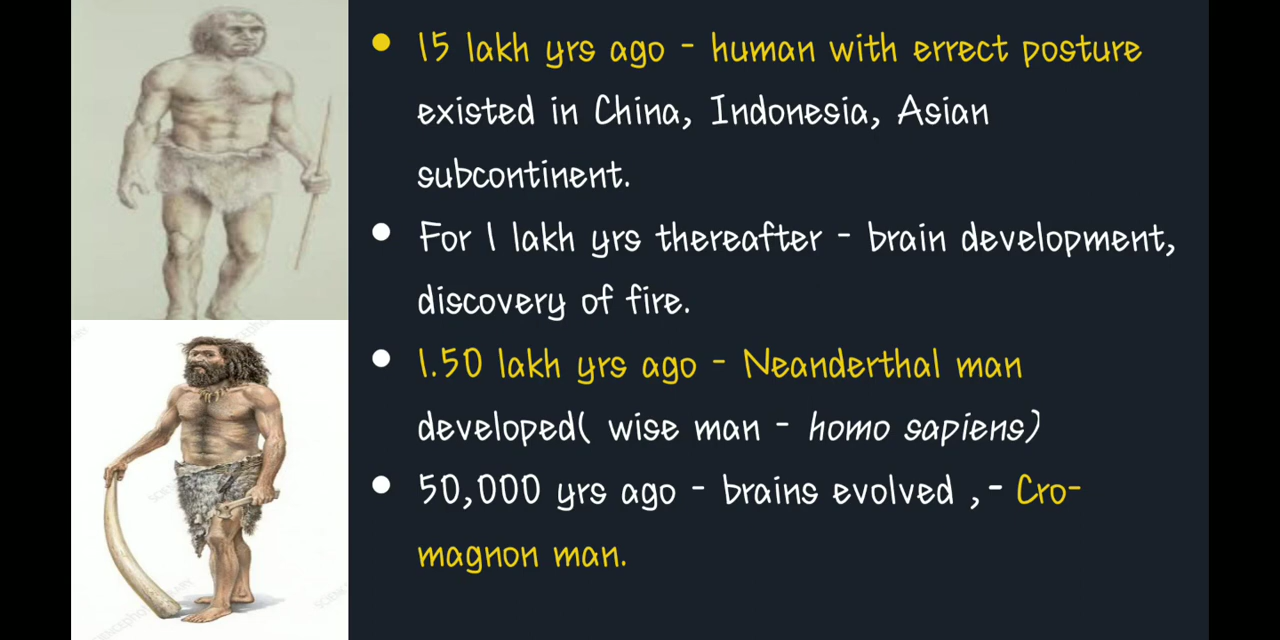 15 lakh yrs ago - human with errect posture
existed in China, Indonesia, Asian
subcontinent.
For 1 lakh yrs thereafter - brain development,
discovery of fire.
1.50 lakh yrs ago - Neanderthal man
developed( wise man - homo sapiens)
50,000 yrs ago - brains evolved ,- Cro-
magnon man.